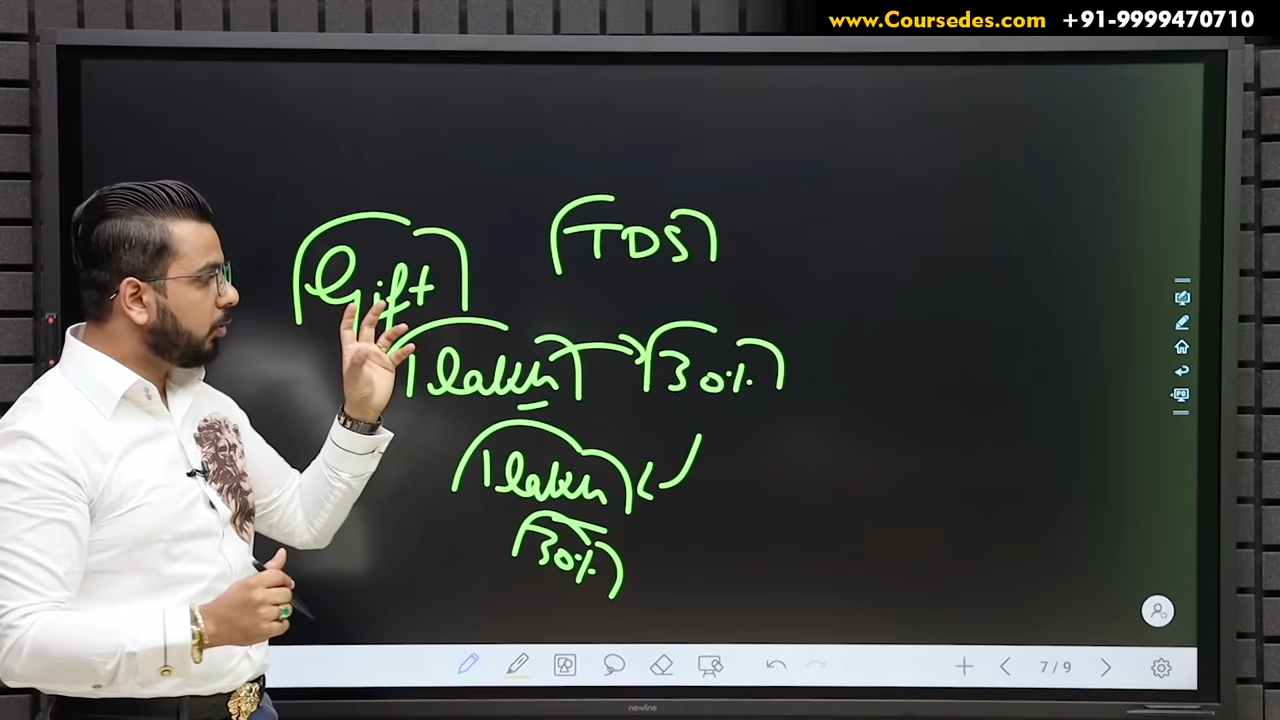 www.Coursedes.com +91-9999470710
TDS
Gift
1 lakh 30%
1 lakh
30%
7/9
newline